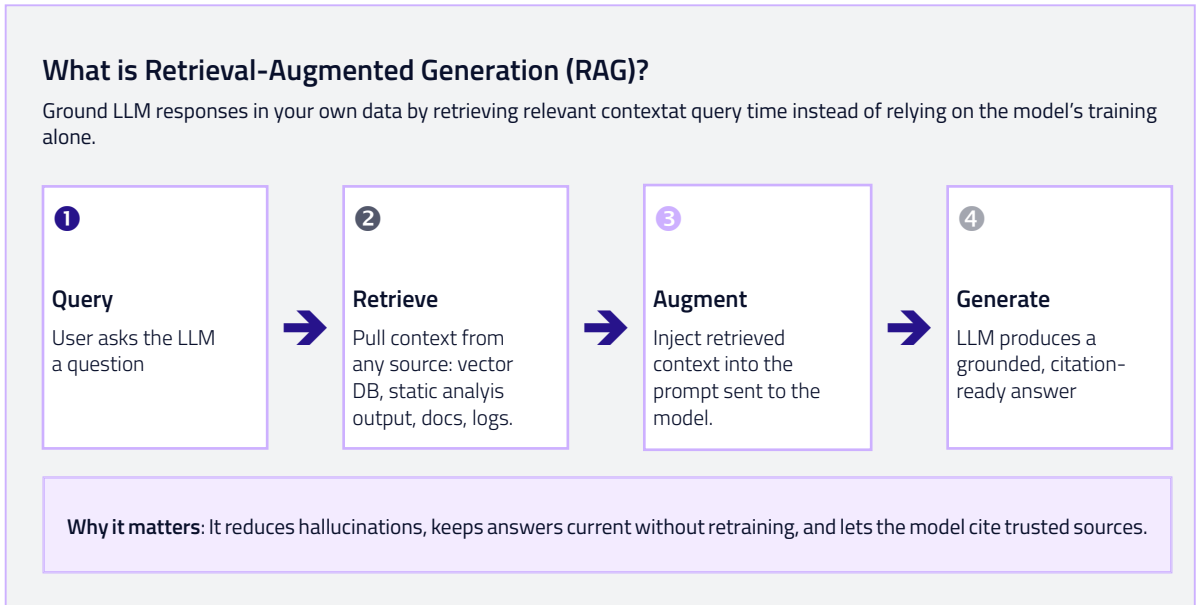 What is Retrieval-Augmented Generation (RAG)?
Ground LLM responses in your own data by retrieving relevant contextat query time instead of relying on the model’s training
alone.
1
Query
User asks the LLM
a question
2
Retrieve
Pull context from
any source: vector
DB, static analyis
output, docs, logs.
3
Augment
Inject retrieved
context into the
prompt sent to the
model.
4
Generate
LLM produces a
grounded, citation-
ready answer
Why it matters: It reduces hallucinations, keeps answers current without retraining, and lets the model cite trusted sources.